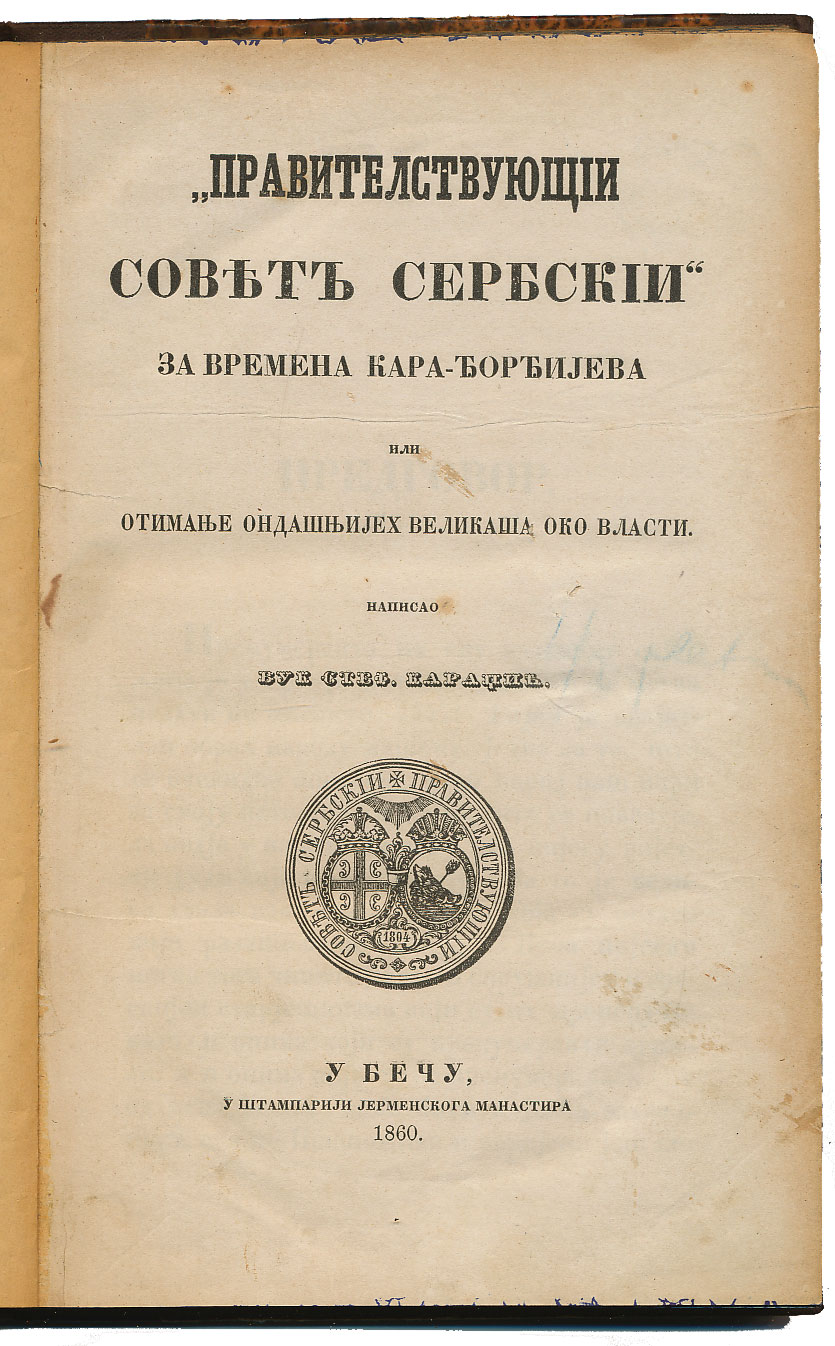 „ПРАВИТЕЛСТВУЮЩІИ
СОВѢТЪ СЕРБСКІИ“
ЗА ВРЕМЕНА КАРА-ЂОРЂИЈЕВА
ИЛИ
ОТИМАЊЕ ОНДАШЊИЈЕХ ВЕЛИКАША ОКО ВЛАСТИ.
НАПИСАО
ВУК СТЕФ. КАРАЏИЋ.
СОВѢТЪ СЕРБСКІИ ПРАВИТЕЛСТВУЮЩІИ
1804
У БЕЧУ,
У ШТАМПАРИЈИ ЈЕРМЕНСКОГА МАНАСТИРА
1860.